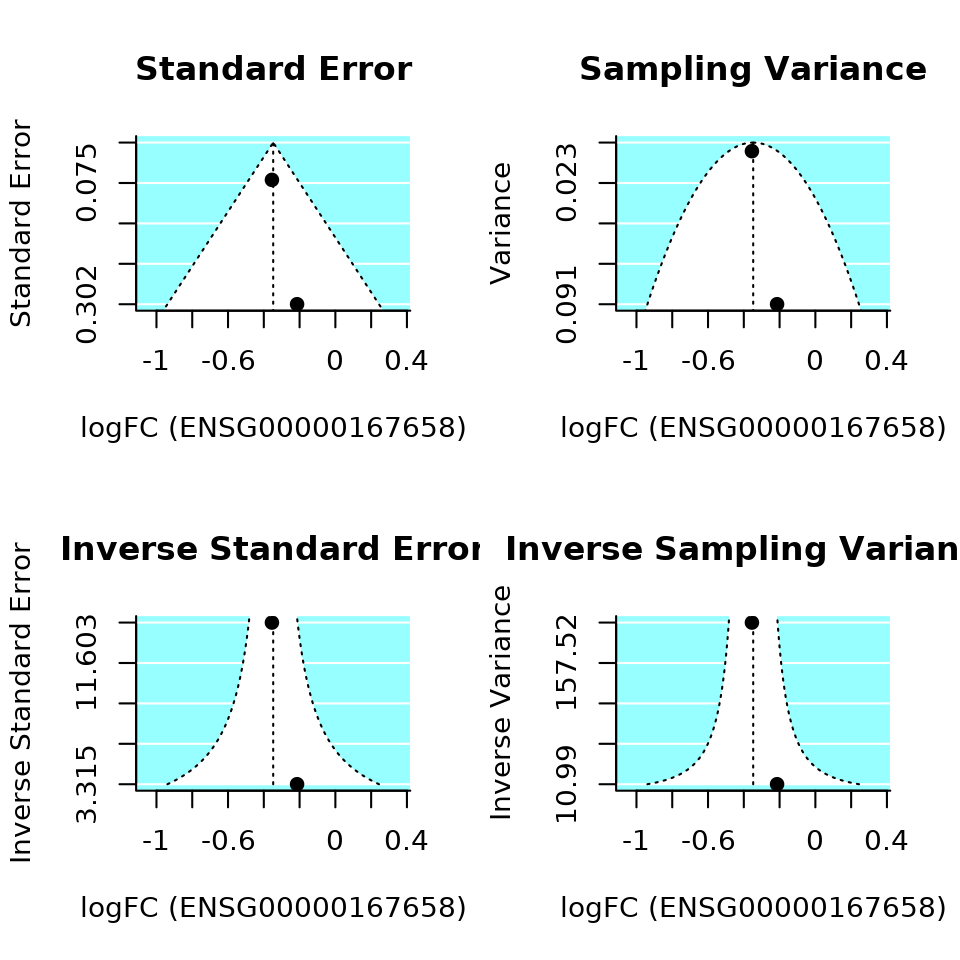 Standard Error
Standard Error
0.075
0.302
-1 -0.6 0 0.4
logFC (ENSG00000167658)
Sampling Variance
Variance
0.023
0.091
-1 -0.6 0 0.4
logFC (ENSG00000167658)
Inverse Standard Error
Inverse Standard Error
11.603
3.315
-1 -0.6 0 0.4
logFC (ENSG00000167658)
Inverse Sampling Varian
Inverse Variance
157.52
10.99
-1 -0.6 0 0.4
logFC (ENSG00000167658)